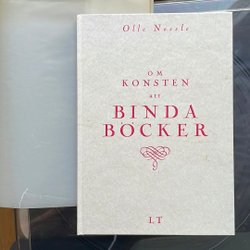 Olle Nessle
OM
KONSTEN
att
BINDA
BÖCKER
LT